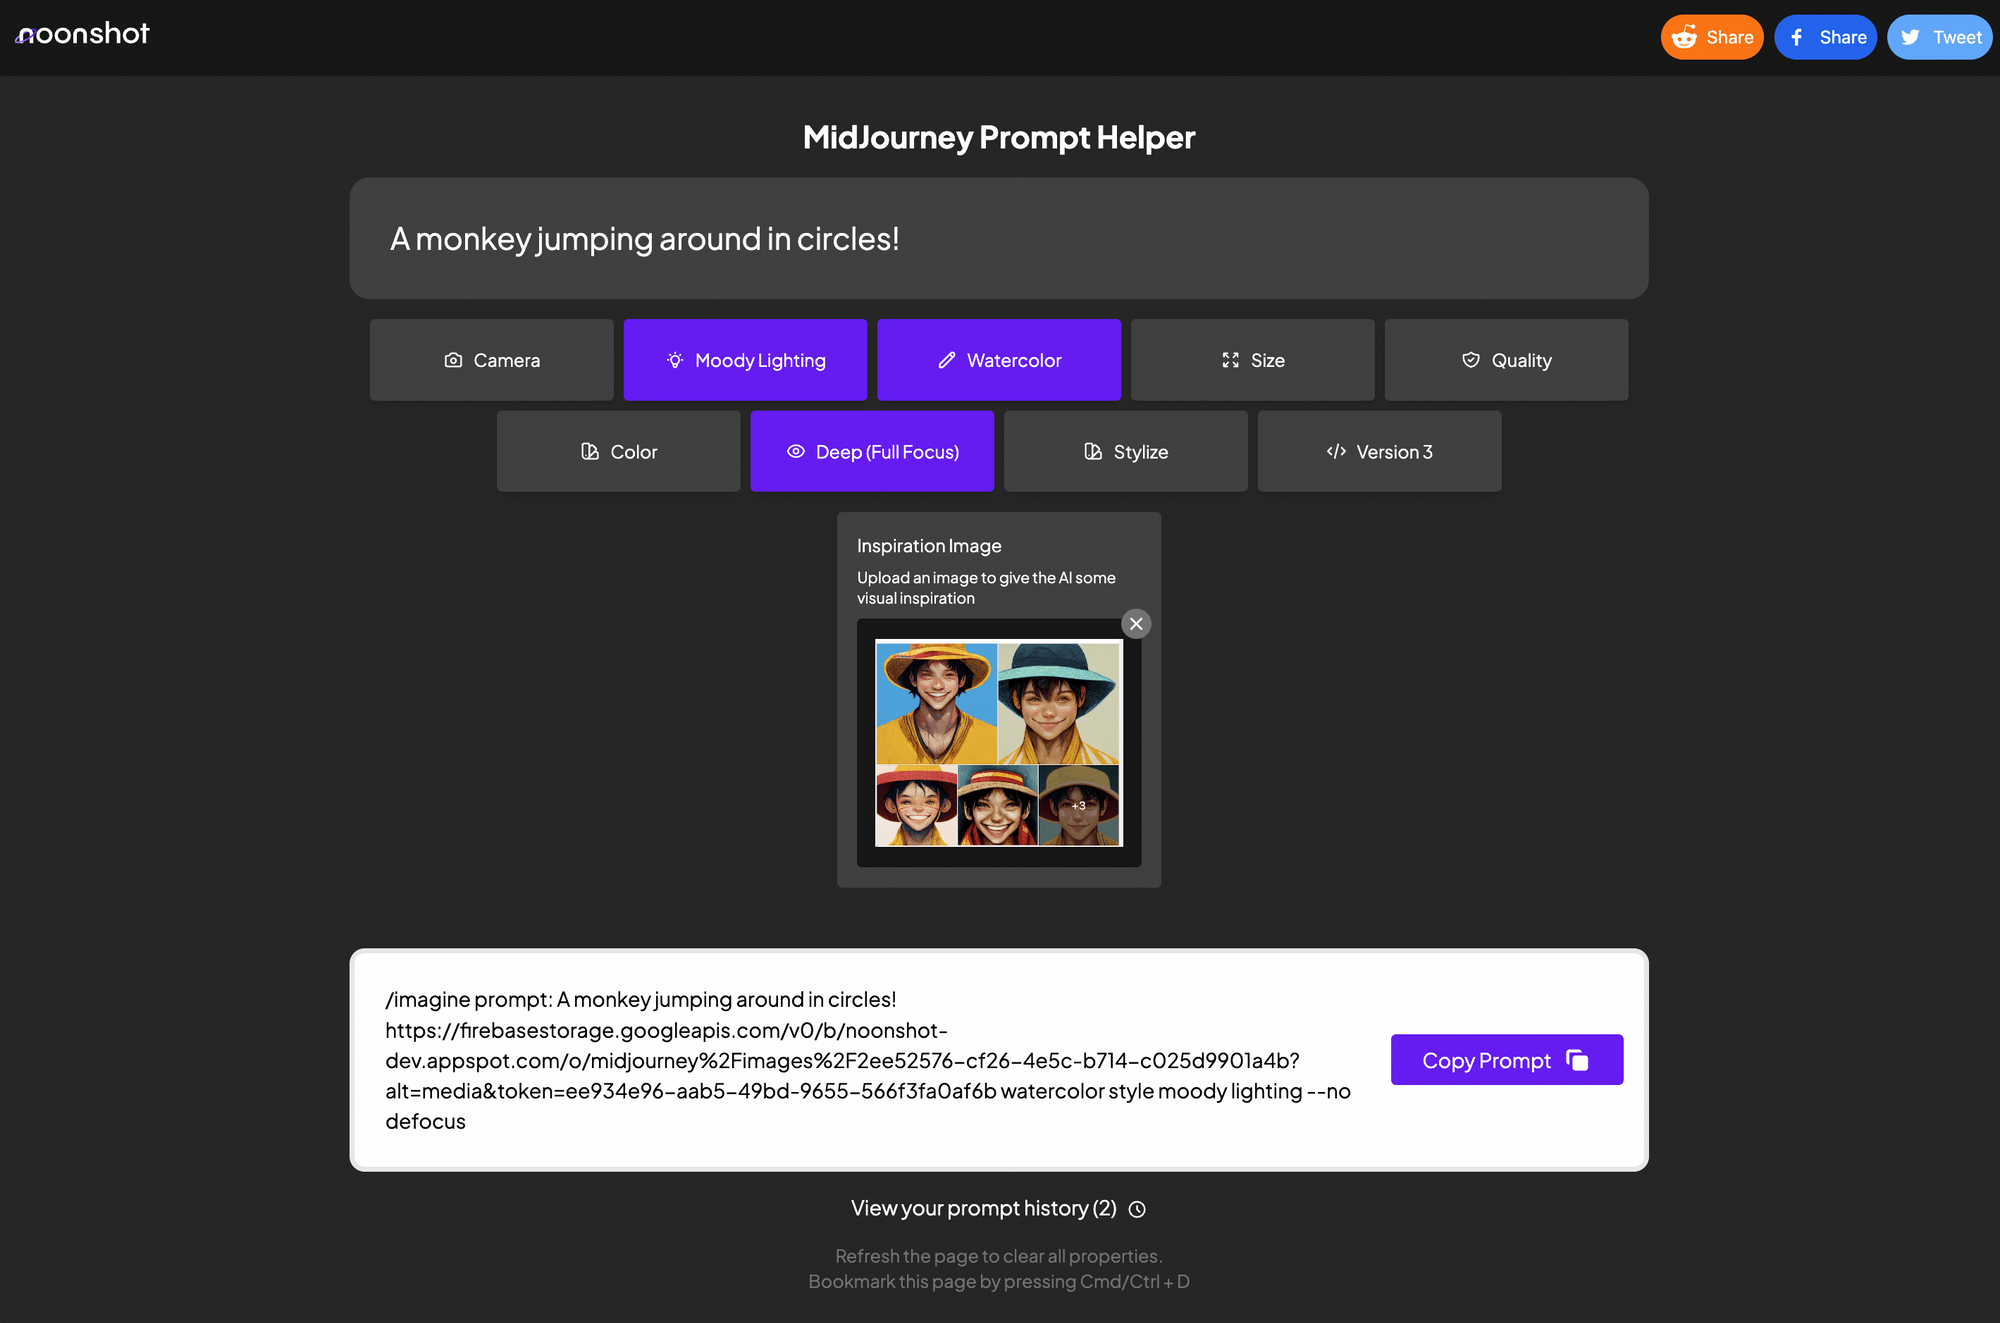 noonshot
Share
Share
Tweet
MidJourney Prompt Helper
A monkey jumping around in circles!
Camera
Moody Lighting
Watercolor
Size
Quality
Color
Deep (Full Focus)
Stylize
Version 3
Inspiration Image
Upload an image to give the AI some
visual inspiration
+3
/imagine prompt: A monkey jumping around in circles!
https://firebasestorage.googleapis.com/v0/b/noonshot-
dev.appspot.com/o/midjourney%2Fimages%2F2ee52576-cf26-4e5c-b714-c025d9901a4b?
alt=media&token=ee934e96-aab5-49bd-9655-566f3fa0af6b watercolor style moody lighting --no
defocus
Copy Prompt
View your prompt history (2)
Refresh the page to clear all properties.
Bookmark this page by pressing Cmd/Ctrl + D